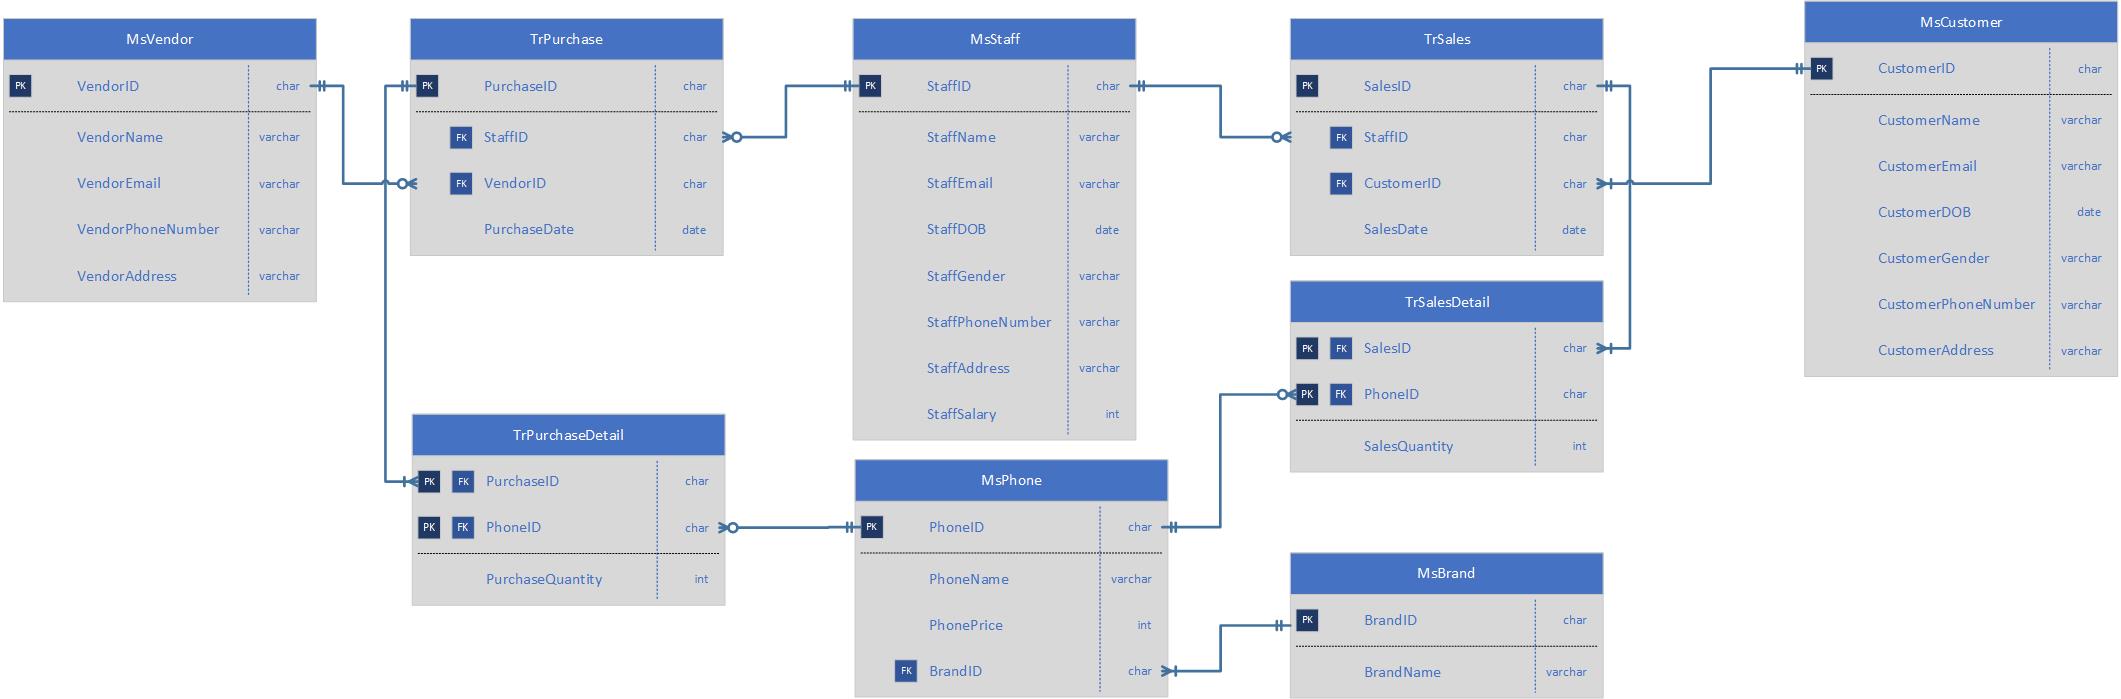 MsVendor
PK VendorID char
VendorName varchar
VendorEmail varchar
VendorPhoneNumber varchar
VendorAddress varchar
TrPurchase
PK PurchaseID char
FK StaffID char
FK VendorID char
PurchaseDate date
MsStaff
PK StaffID char
StaffName varchar
StaffEmail varchar
StaffDOB date
StaffGender varchar
StaffPhoneNumber varchar
StaffAddress varchar
StaffSalary int
TrSales
PK SalesID char
FK StaffID char
FK CustomerID char
SalesDate date
MsCustomer
PK CustomerID char
CustomerName varchar
CustomerEmail varchar
CustomerDOB date
CustomerGender varchar
CustomerPhoneNumber varchar
CustomerAddress varchar
TrSalesDetail
PK FK SalesID char
PK FK PhoneID char
SalesQuantity int
TrPurchaseDetail
PK FK PurchaseID char
PK FK PhoneID char
PurchaseQuantity int
MsPhone
PK PhoneID char
PhoneName varchar
PhonePrice int
FK BrandID char
MsBrand
PK BrandID char
BrandName varchar